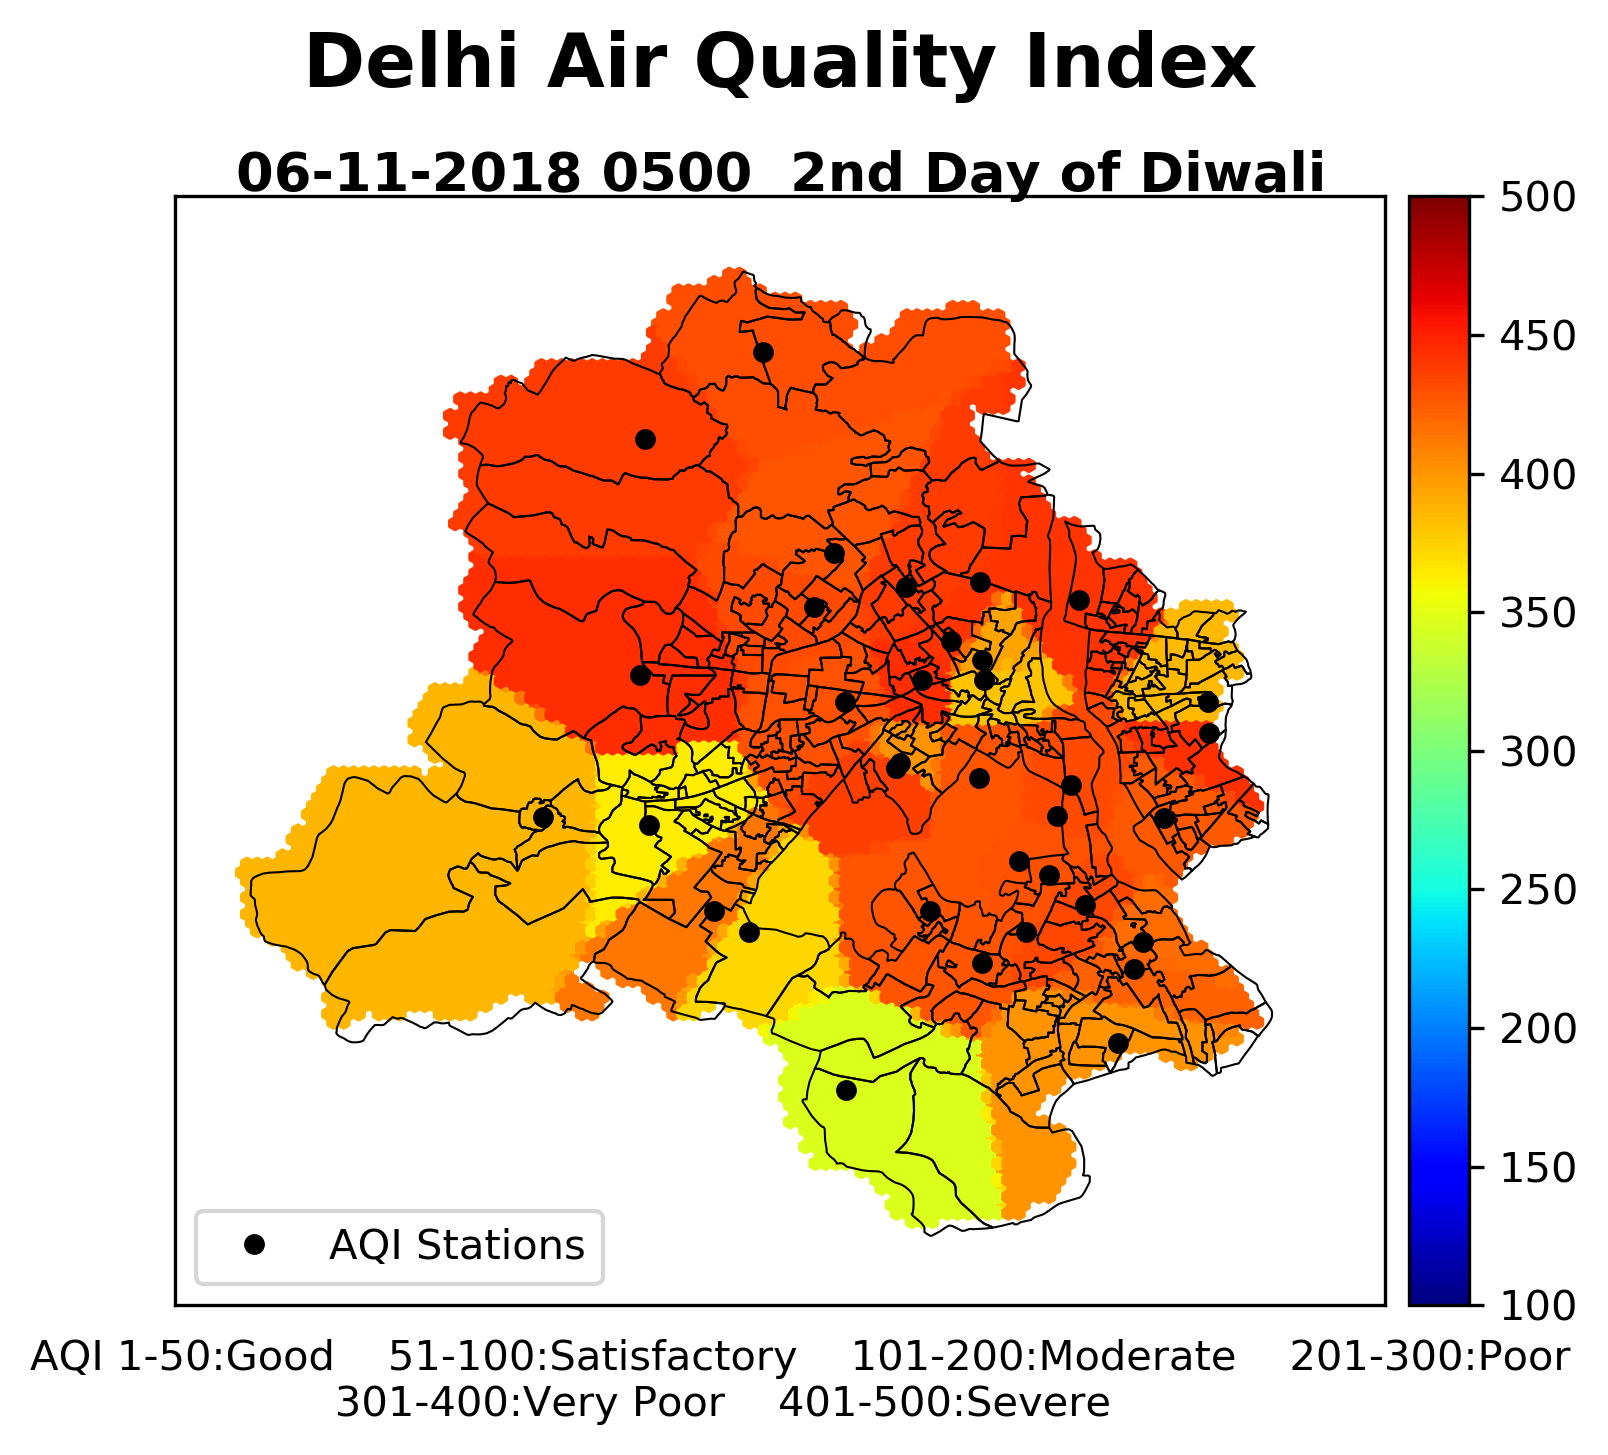 Delhi Air Quality Index
06-11-2018 0500  2nd Day of Diwali
500
450
400
350
300
250
200
150
100
AQI Stations
AQI 1-50:Good    51-100:Satisfactory    101-200:Moderate    201-300:Poor
301-400:Very Poor    401-500:Severe